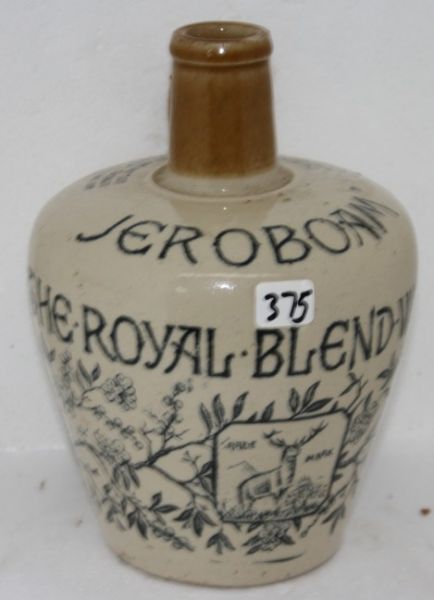 JEROBOAM
THE·ROYAL·BLEND·
375
TRADE MARK